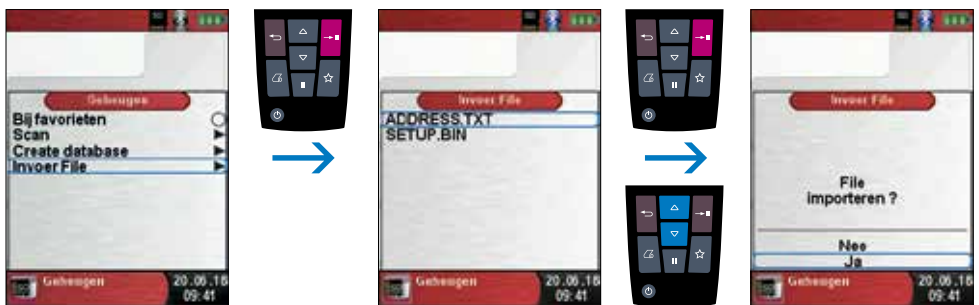 Geheugen
Bij favorieten
Scan
Create database
Invoer File
Geheugen
20.06.16
09:41
Invoer File
ADDRESS.TXT
SETUP.BIN
Geheugen
20.06.16
09:41
Invoer File
File
importeren ?
Nee
Ja
Geheugen
20.06.16
09:41